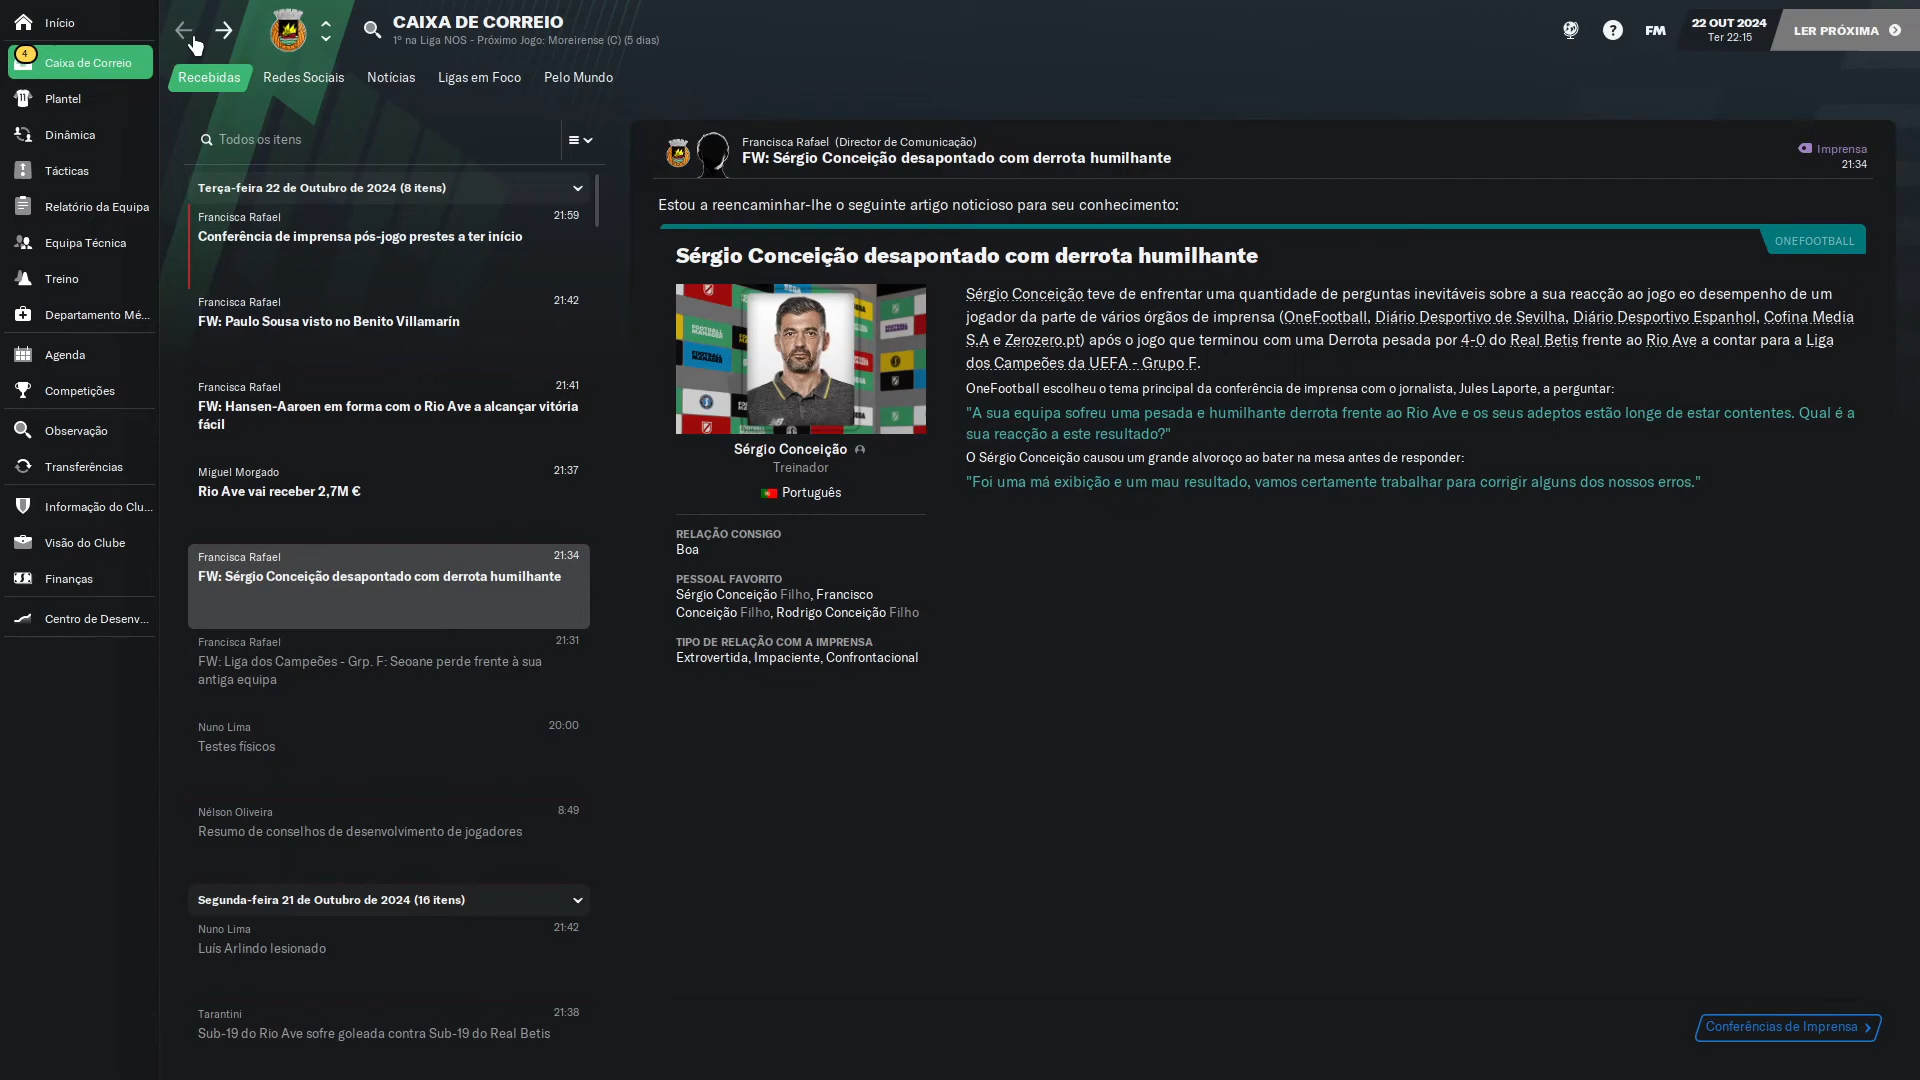 Início
CAIXA DE CORREIO
1º na Liga NOS - Próximo Jogo: Moreirense (C) (5 dias)
FM
22 OUT 2024
Ter 22:15
LER PRÓXIMA
4
Caixa de Correio
Recebidas
Redes Sociais
Notícias
Ligas em Foco
Pelo Mundo
Plantel
Dinâmica
Tácticas
Relatório da Equipa
Equipa Técnica
Treino
Departamento Mé...
Agenda
Competições
Observação
Transferências
Informação do Clu...
Visão do Clube
Finanças
Centro de Desenv...
Todos os itens
Terça-feira 22 de Outubro de 2024 (8 itens)
Francisca Rafael 21:59
Conferência de imprensa pós-jogo prestes a ter início
Francisca Rafael 21:42
FW: Paulo Sousa visto no Benito Villamarín
Francisca Rafael 21:41
FW: Hansen-Aarøen em forma com o Rio Ave a alcançar vitória
fácil
Miguel Morgado 21:37
Rio Ave vai receber 2,7M €
Francisca Rafael 21:34
FW: Sérgio Conceição desapontado com derrota humilhante
Francisca Rafael 21:31
FW: Liga dos Campeões - Grp. F: Seoane perde frente à sua
antiga equipa
Nuno Lima 20:00
Testes físicos
Nélson Oliveira 8:49
Resumo de conselhos de desenvolvimento de jogadores
Segunda-feira 21 de Outubro de 2024 (16 itens)
Nuno Lima 21:42
Luís Arlindo lesionado
Tarantini 21:38
Sub-19 do Rio Ave sofre goleada contra Sub-19 do Real Betis
Francisca Rafael (Director de Comunicação)
FW: Sérgio Conceição desapontado com derrota humilhante
Imprensa
21:34
Estou a reencaminhar-lhe o seguinte artigo noticioso para seu conhecimento:
ONEFOOTBALL
Sérgio Conceição desapontado com derrota humilhante
Sérgio Conceição
Treinador
Português
RELAÇÃO CONSIGO
Boa
PESSOAL FAVORITO
Sérgio Conceição Filho, Francisco
Conceição Filho, Rodrigo Conceição Filho
TIPO DE RELAÇÃO COM A IMPRENSA
Extrovertida, Impaciente, Confrontacional
Sérgio Conceição teve de enfrentar uma quantidade de perguntas inevitáveis sobre a sua reacção ao jogo eo desempenho de um
jogador da parte de vários órgãos de imprensa (OneFootball, Diário Desportivo de Sevilha, Diário Desportivo Espanhol, Cofina Media
S.A e Zerozero.pt) após o jogo que terminou com uma Derrota pesada por 4-0 do Real Betis frente ao Rio Ave a contar para a Liga
dos Campeões da UEFA - Grupo F.
OneFootball escolheu o tema principal da conferência de imprensa com o jornalista, Jules Laporte, a perguntar:
"A sua equipa sofreu uma pesada e humilhante derrota frente ao Rio Ave e os seus adeptos estão longe de estar contentes. Qual é a
sua reacção a este resultado?"
O Sérgio Conceição causou um grande alvoroço ao bater na mesa antes de responder:
"Foi uma má exibição e um mau resultado, vamos certamente trabalhar para corrigir alguns dos nossos erros."
Conferências de Imprensa